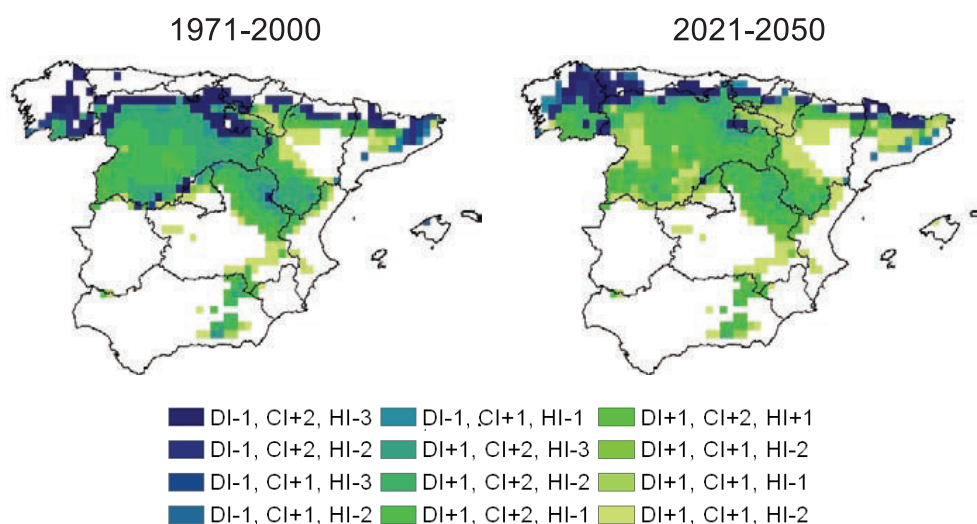 1971-2000 2021-2050
DI-1, CI+2, HI-3 DI-1, CI+1, HI-1 DI+1, CI+2, HI+1
DI-1, CI+2, HI-2 DI+1, CI+2, HI-3 DI+1, CI+1, HI-2
DI-1, CI+1, HI-3 DI+1, CI+2, HI-2 DI+1, CI+1, HI-1
DI-1, CI+1, HI-2 DI+1, CI+2, HI-1 DI+1, CI+1, HI-2